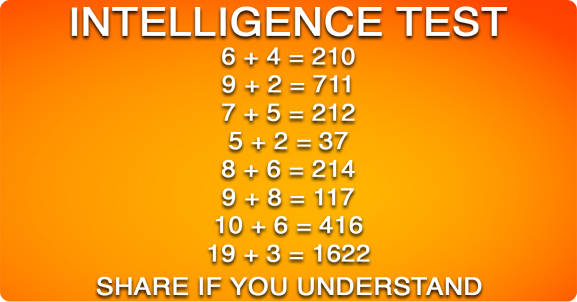 INTELLIGENCE TEST
6 + 4 = 210
9 + 2 = 711
7 + 5 = 212
5 + 2 = 37
8 + 6 = 214
9 + 8 = 117
10 + 6 = 416
19 + 3 = 1622
SHARE IF YOU UNDERSTAND